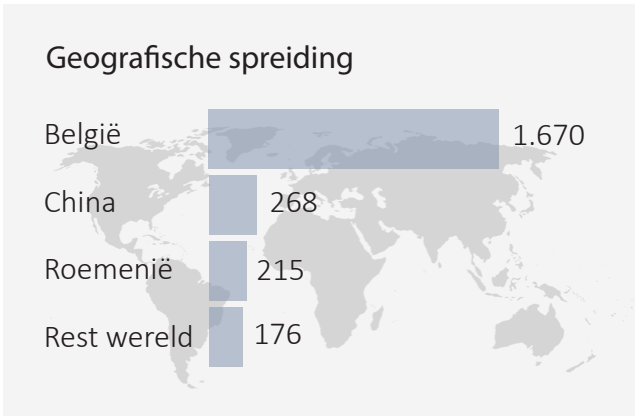 Geografische spreiding
België 1.670
China 268
Roemenië 215
Rest wereld 176